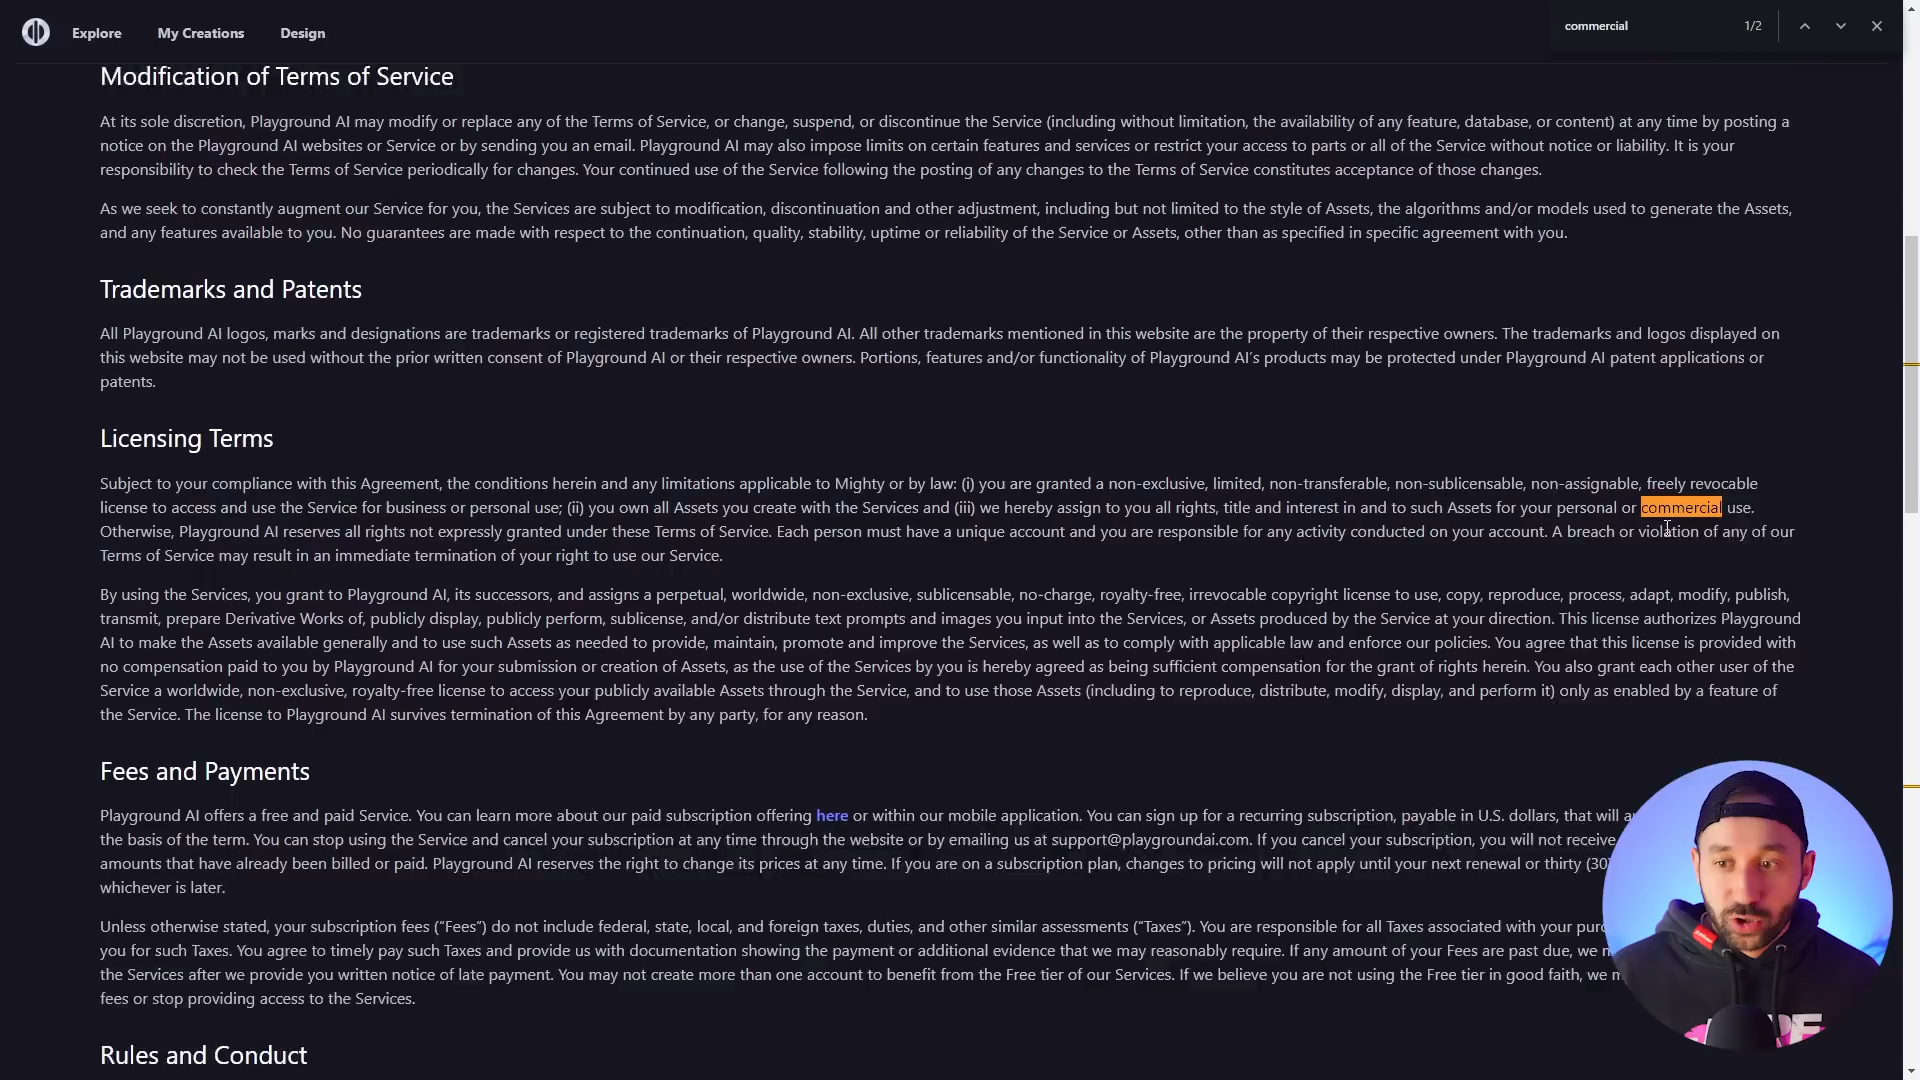 Explore My Creations Design
commercial 1/2
Modification of Terms of Service
At its sole discretion, Playground AI may modify or replace any of the Terms of Service, or change, suspend, or discontinue the Service (including without limitation, the availability of any feature, database, or content) at any time by posting a
notice on the Playground AI websites or Service or by sending you an email. Playground AI may also impose limits on certain features and services or restrict your access to parts or all of the Service without notice or liability. It is your
responsibility to check the Terms of Service periodically for changes. Your continued use of the Service following the posting of any changes to the Terms of Service constitutes acceptance of those changes.
As we seek to constantly augment our Service for you, the Services are subject to modification, discontinuation and other adjustment, including but not limited to the style of Assets, the algorithms and/or models used to generate the Assets,
and any features available to you. No guarantees are made with respect to the continuation, quality, stability, uptime or reliability of the Service or Assets, other than as specified in specific agreement with you.
Trademarks and Patents
All Playground AI logos, marks and designations are trademarks or registered trademarks of Playground AI. All other trademarks mentioned in this website are the property of their respective owners. The trademarks and logos displayed on
this website may not be used without the prior written consent of Playground AI or their respective owners. Portions, features and/or functionality of Playground AI’s products may be protected under Playground AI patent applications or
patents.
Licensing Terms
Subject to your compliance with this Agreement, the conditions herein and any limitations applicable to Mighty or by law: (i) you are granted a non-exclusive, limited, non-transferable, non-sublicensable, non-assignable, freely revocable
license to access and use the Service for business or personal use; (ii) you own all Assets you create with the Services and (iii) we hereby assign to you all rights, title and interest in and to such Assets for your personal or commercial use.
Otherwise, Playground AI reserves all rights not expressly granted under these Terms of Service. Each person must have a unique account and you are responsible for any activity conducted on your account. A breach or violation of any of our
Terms of Service may result in an immediate termination of your right to use our Service.
By using the Services, you grant to Playground AI, its successors, and assigns a perpetual, worldwide, non-exclusive, sublicensable, no-charge, royalty-free, irrevocable copyright license to use, copy, reproduce, process, adapt, modify, publish,
transmit, prepare Derivative Works of, publicly display, publicly perform, sublicense, and/or distribute text prompts and images you input into the Services, or Assets produced by the Service at your direction. This license authorizes Playground
AI to make the Assets available generally and to use such Assets as needed to provide, maintain, promote and improve the Services, as well as to comply with applicable law and enforce our policies. You agree that this license is provided with
no compensation paid to you by Playground AI for your submission or creation of Assets, as the use of the Services by you is hereby agreed as being sufficient compensation for the grant of rights herein. You also grant each other user of the
Service a worldwide, non-exclusive, royalty-free license to access your publicly available Assets through the Service, and to use those Assets (including to reproduce, distribute, modify, display, and perform it) only as enabled by a feature of
the Service. The license to Playground AI survives termination of this Agreement by any party, for any reason.
Fees and Payments
Playground AI offers a free and paid Service. You can learn more about our paid subscription offering here or within our mobile application. You can sign up for a recurring subscription, payable in U.S. dollars, that will
the basis of the term. You can stop using the Service and cancel your subscription at any time through the website or by emailing us at support@playgroundai.com. If you cancel your subscription, you will not receive
amounts that have already been billed or paid. Playground AI reserves the right to change its prices at any time. If you are on a subscription plan, changes to pricing will not apply until your next renewal or thirty (30
whichever is later.
Unless otherwise stated, your subscription fees (“Fees”) do not include federal, state, local, and foreign taxes, duties, and other similar assessments (“Taxes”). You are responsible for all Taxes associated with your
you for such Taxes. You agree to timely pay such Taxes and provide us with documentation showing the payment or additional evidence that we may reasonably require. If any amount of your Fees are past due, we
the Services after we provide you written notice of late payment. You may not create more than one account to benefit from the Free tier of our Services. If we believe you are not using the Free tier in good faith, we
fees or stop providing access to the Services.
Rules and Conduct